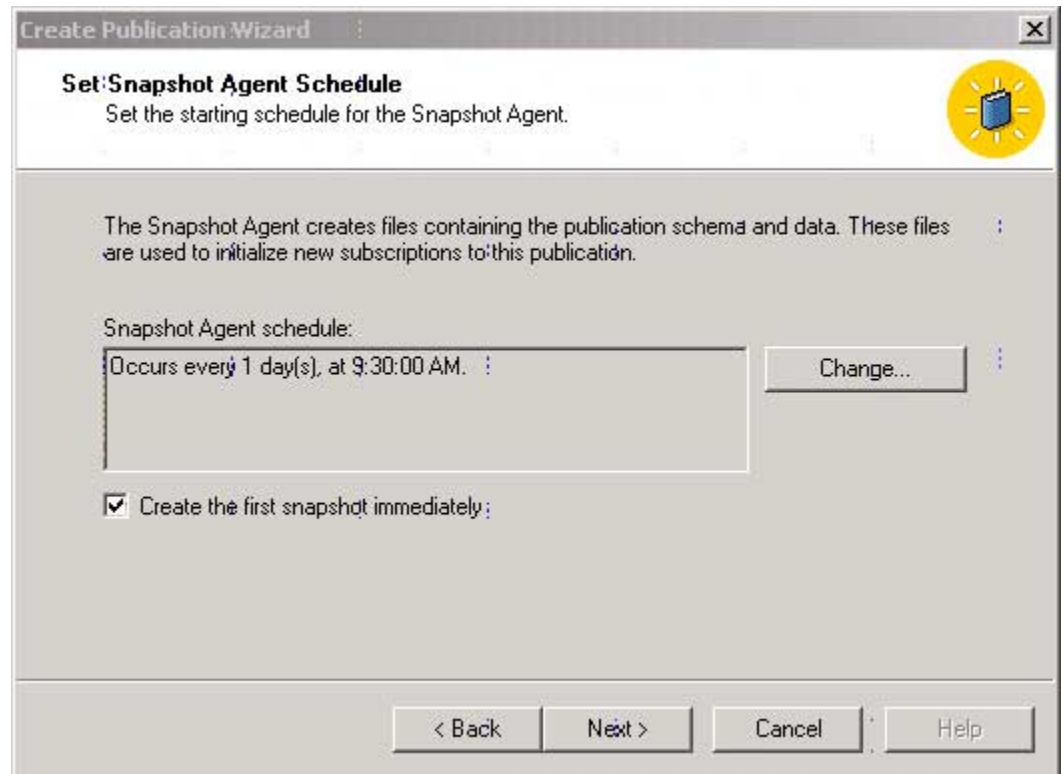 Create Publication Wizard
Set Snapshot Agent Schedule
Set the starting schedule for the Snapshot Agent.
The Snapshot Agent creates files containing the publication schema and data. These files
are used to initialize new subscriptions to this publication.
Snapshot Agent schedule:
Occurs every 1 day(s), at 9:30:00 AM.
Change...
Create the first snapshot immediately
< Back
Next >
Cancel
Help